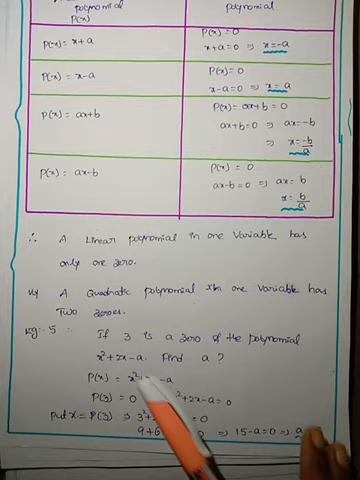 polynomial polynomial
P(x)
P(x) = x+a P(x) = 0
x+a=0 ⇒ x=-a
P(x) = x-a P(x) = 0
x-a=0 ⇒ x=a
P(x) = ax+b P(x) = ax+b = 0
ax+b=0 ⇒ ax=-b
⇒ x=-b/a
P(x) = ax-b P(x) = 0
ax-b=0 ⇒ ax=b
x=b/a
∴ A Linear polynomial in one variable has
only one zero.
A Quadratic polynomial in one variable has
Two zeroes.
Eg:-5 : If 3 is a zero of the polynomial
x²+2x-a. Find a?
P(x) = x² -a
P(3) = 0 ²+2x-a=0
Put x = P(3) ⇒ 3² = 0
9+6 0 ⇒ 15-a=0 ⇒ a